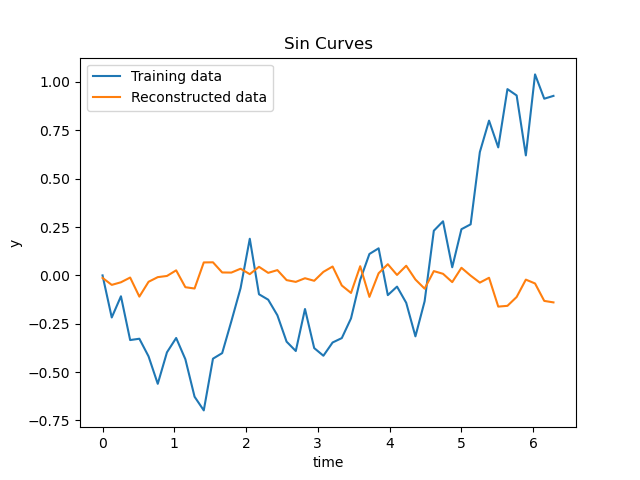 Sin Curves
Training data
Reconstructed data
1.00
0.75
0.50
0.25
0.00
−0.25
−0.50
−0.75
y
0 1 2 3 4 5 6
time